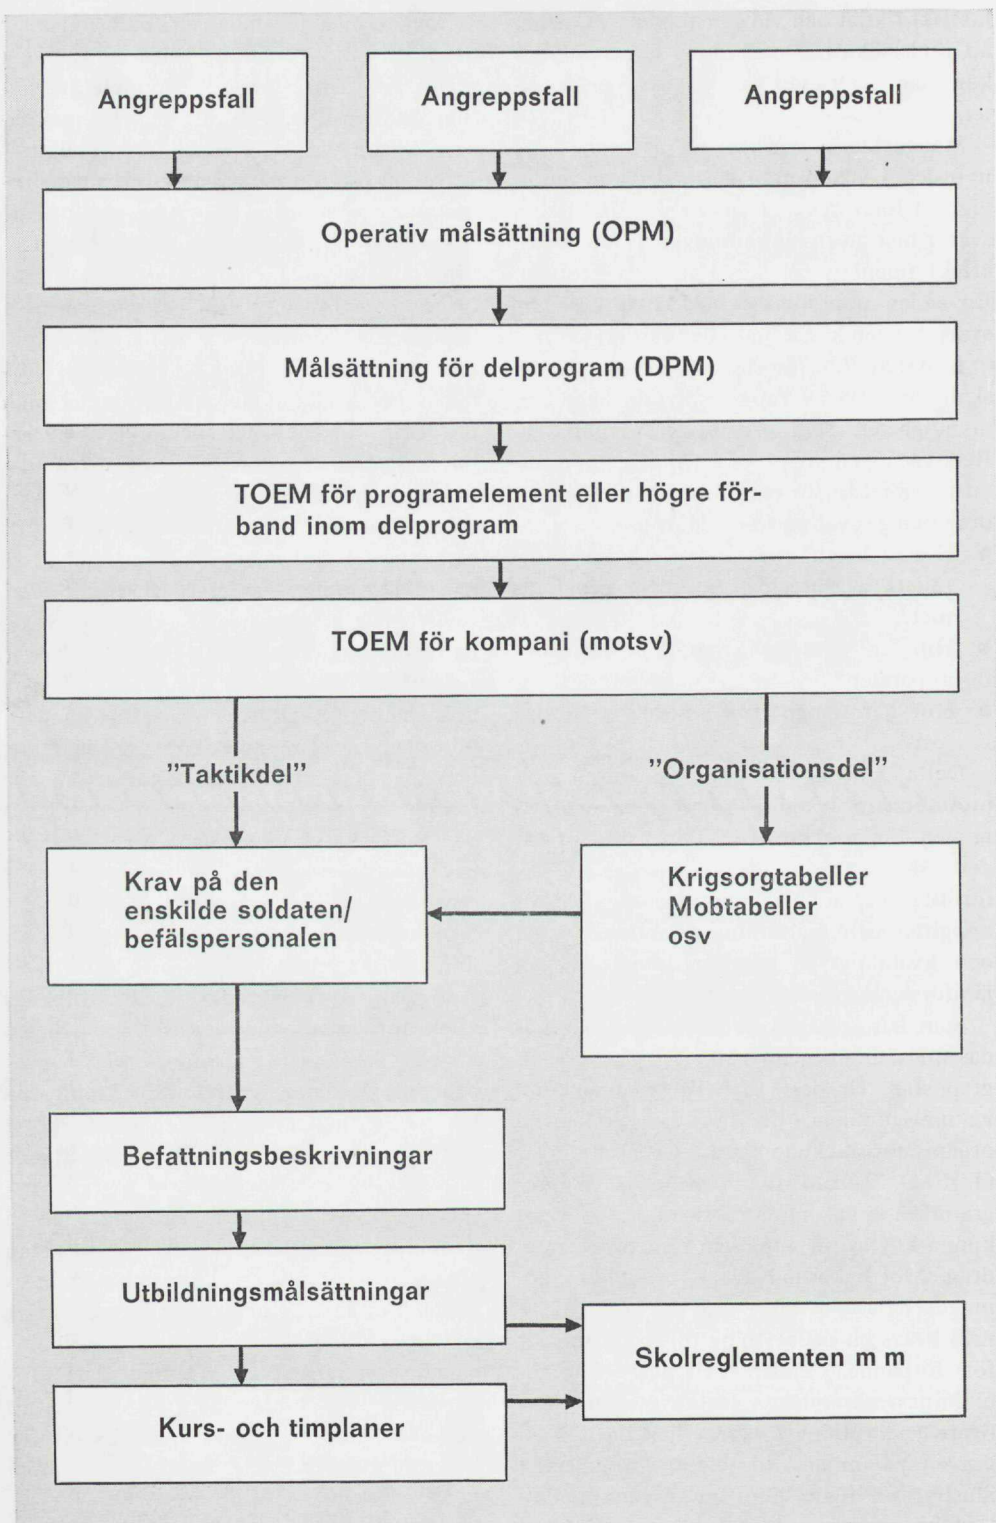 Angreppsfall
Angreppsfall
Angreppsfall
Operativ målsättning (OPM)
Målsättning för delprogram (DPM)
TOEM för programelement eller högre för-
band inom delprogram
TOEM för kompani (motsv)
”Taktikdel”
”Organisationsdel”
Krav på den
enskilde soldaten/
befälspersonalen
Krigsorgtabeller
Mobtabeller
osv
Befattningsbeskrivningar
Utbildningsmålsättningar
Skolreglementen m m
Kurs- och timplaner